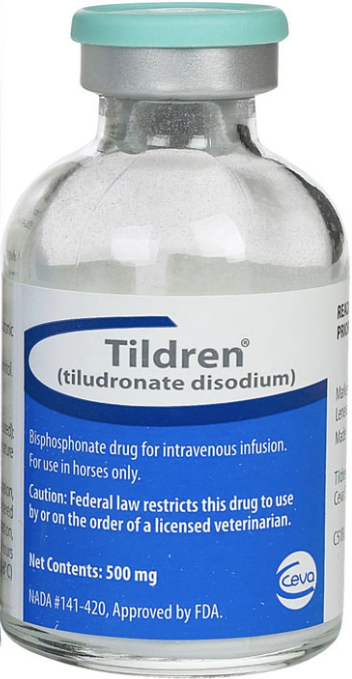 Tildren®
(tiludronate disodium)
Bisphosphonate drug for intravenous infusion.
For use in horses only.
Caution: Federal law restricts this drug to use
by or on the order of a licensed veterinarian.
Net Contents: 500 mg
ceva
NADA #141-420, Approved by FDA.